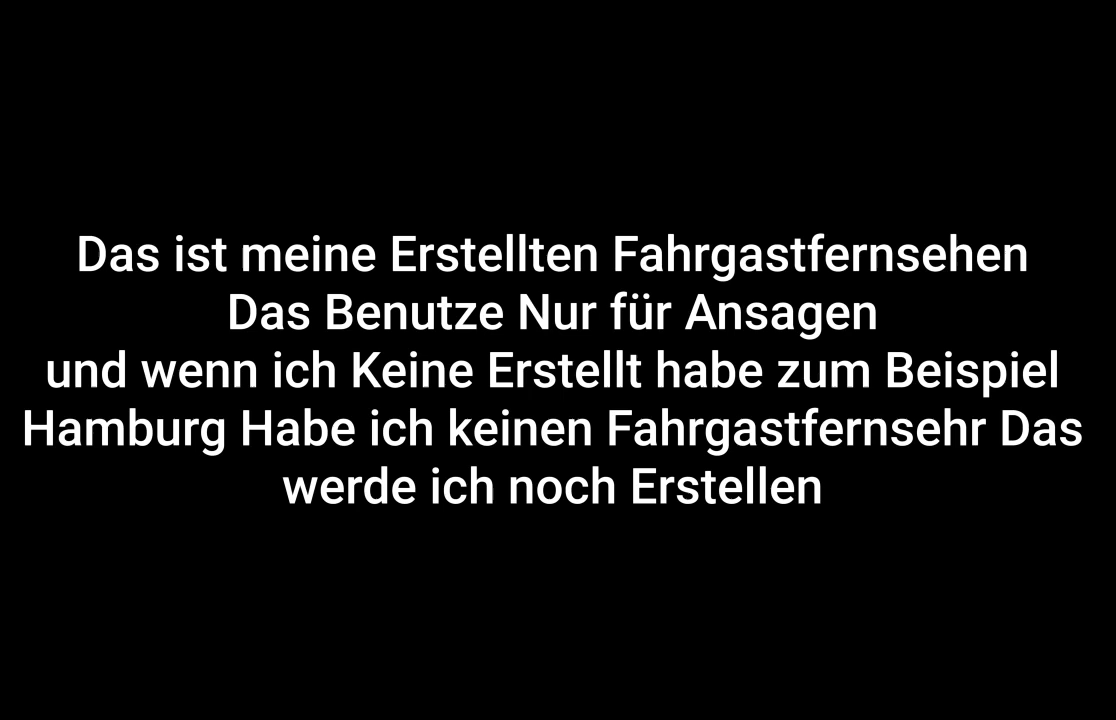 Das ist meine Erstellten Fahrgastfernsehen
Das Benutze Nur für Ansagen
und wenn ich Keine Erstellt habe zum Beispiel
Hamburg Habe ich keinen Fahrgastfernsehr Das
werde ich noch Erstellen